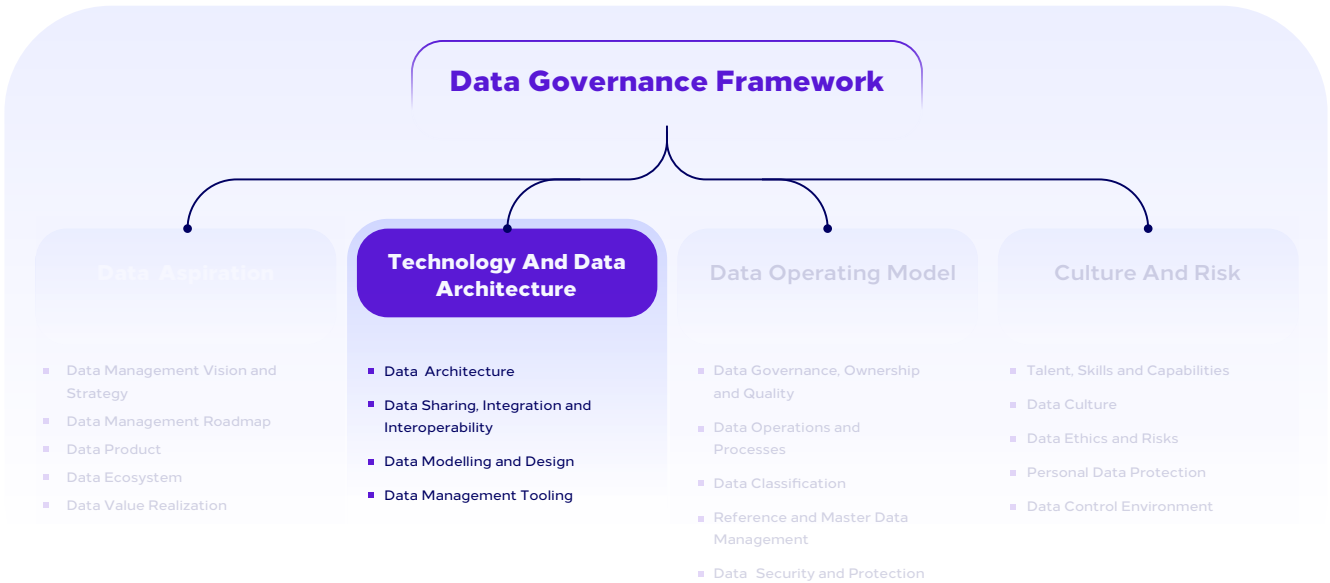 Data Governance Framework
Data Aspiration
Data Management Vision and
Strategy
Data Management Roadmap
Data Product
Data Ecosystem
Data Value Realization
Technology And Data
Architecture
Data Architecture
Data Sharing, Integration and
Interoperability
Data Modelling and Design
Data Management Tooling
Data Operating Model
Data Governance, Ownership
and Quality
Data Operations and
Processes
Data Classification
Reference and Master Data
Management
Data Security and Protection
Culture And Risk
Talent, Skills and Capabilities
Data Culture
Data Ethics and Risks
Personal Data Protection
Data Control Environment